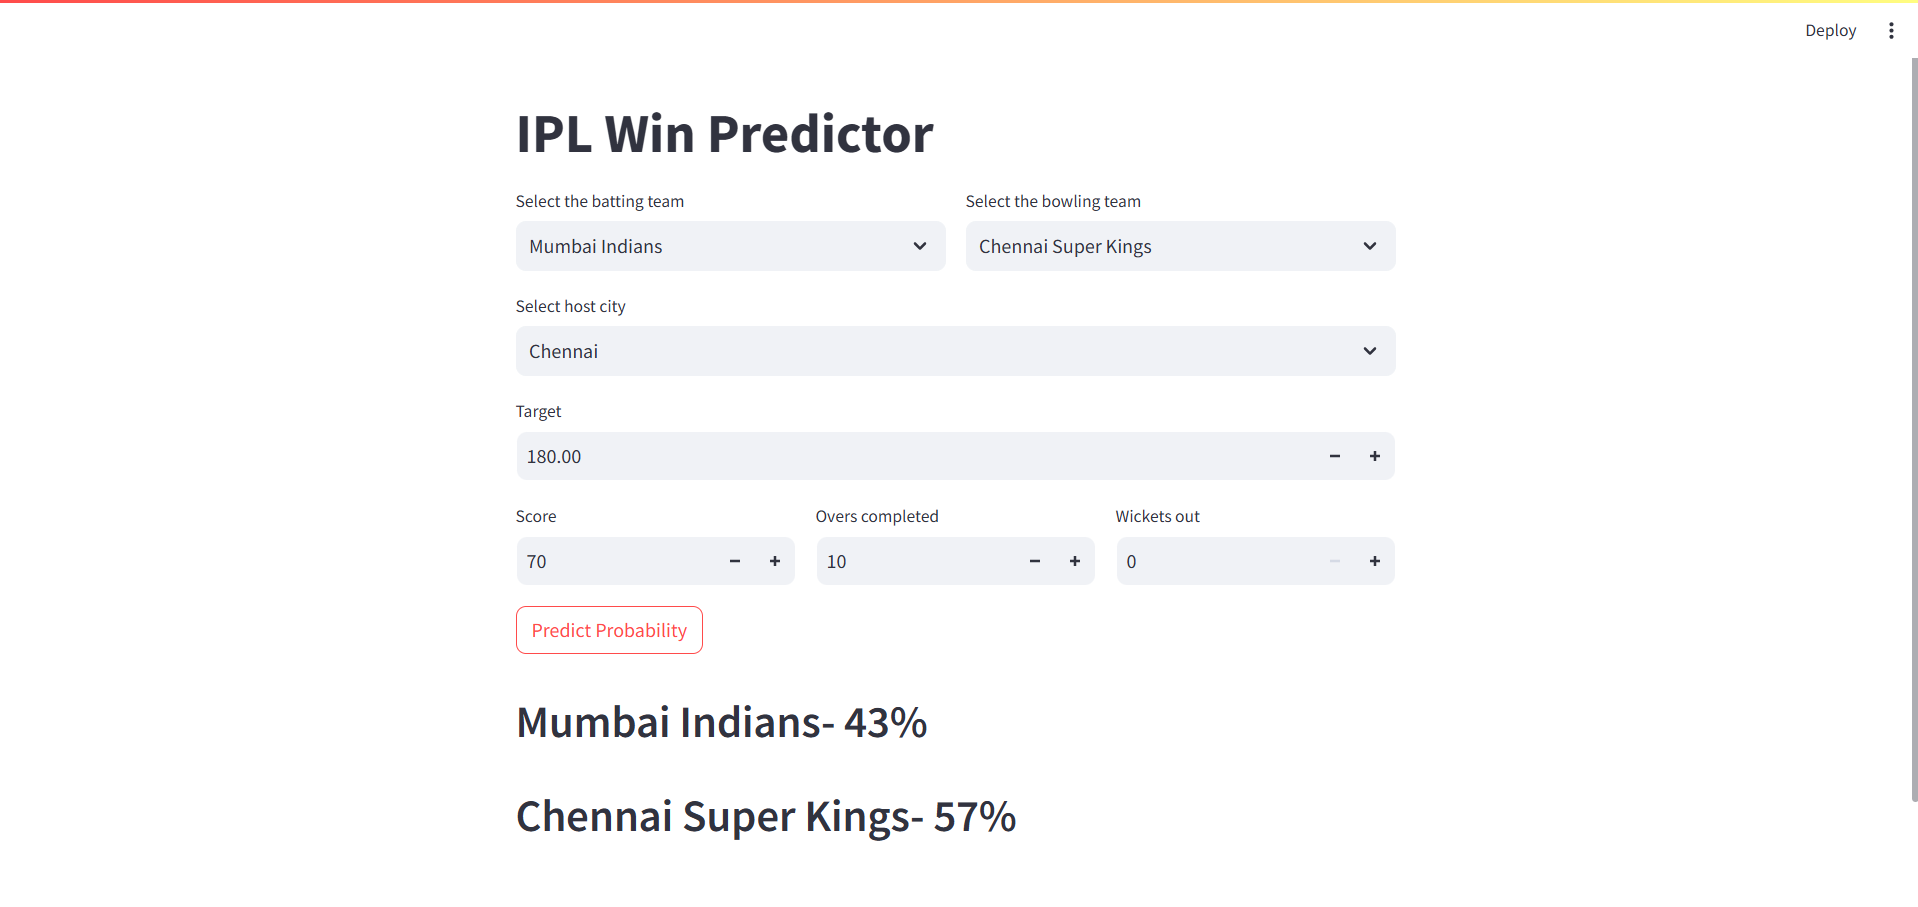 Deploy
IPL Win Predictor
Select the batting team
Select the bowling team
Mumbai Indians
Chennai Super Kings
Select host city
Chennai
Target
180.00
Score
Overs completed
Wickets out
70
10
0
Predict Probability
Mumbai Indians- 43%
Chennai Super Kings- 57%